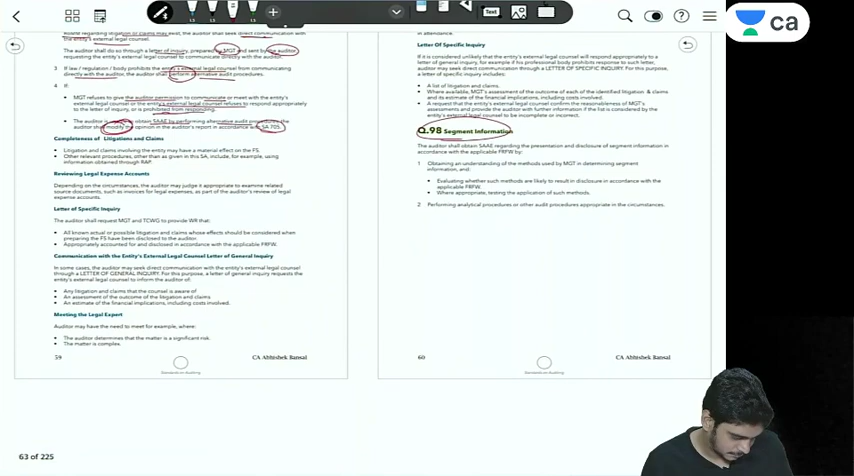 Text
ca
Relate regarding litigation or claims may exist, the auditor shall seek direct communication with the entity's external legal counsel.
The auditor shall do so through a letter of inquiry, prepared by MGT and sent by the auditor requesting the entity's external legal counsel to communicate directly with the auditor.
3 If law / regulation / body prohibits the entity's external legal counsel from communicating directly with the auditor, the auditor shall perform alternative audit procedures.
4 If:
• MGT refuses to give the auditor permission to communicate or meet with the entity's external legal counsel or the entity's external legal counsel refuses to respond appropriately to the letter of inquiry, or is prohibited from responding.
• The auditor is unable to obtain SAAE by performing alternative audit procedures the auditor shall modify the opinion in the auditor's report in accordance with SA 705.
Completeness of Litigations and Claims
• Litigation and claims involving the entity may have a material effect on the FS.
• Other relevant procedures, other than as given in this SA, include, for example, using information obtained through RAP.
Reviewing Legal Expense Accounts
Depending on the circumstances, the auditor may judge it appropriate to examine related source documents, such as invoices for legal expenses, as part of the auditor's review of legal expense accounts.
Letter of Specific Inquiry
The auditor shall request MGT and TCWG to provide WR that:
• All known actual or possible litigation and claims whose effects should be considered when preparing the FS have been disclosed to the auditor.
• Appropriately accounted for and disclosed in accordance with the applicable FRFW.
Communication with the Entity's External Legal Counsel Letter of General Inquiry
In some cases, the auditor may seek direct communication with the entity's external legal counsel through a LETTER OF GENERAL INQUIRY. For this purpose, a letter of general inquiry requests the entity's external legal counsel to inform the auditor of:
• Any litigation and claims that the counsel is aware of
• An assessment of the outcome of the litigation and claims
• An estimate of the financial implications, including costs involved.
Meeting the Legal Expert
Auditor may have the need to meet for example, where:
• The auditor determines that the matter is a significant risk.
• The matter is complex.
59
CA Abhishek Bansal
Standards on Auditing
in attendance.
Letter Of Specific Inquiry
If it is considered unlikely that the entity's external legal counsel will respond appropriately to a letter of general inquiry, for example if no professional body prohibits response to such letter, auditor may seek direct communication through a LETTER OF SPECIFIC INQUIRY. For this purpose, a letter of specific inquiry includes:
• A list of litigation and claims.
• Where available, MGT's assessment of the outcome of each of the identified litigation & claims and its estimate of the financial implications, including costs involved.
• A request that the entity's external legal counsel confirm the reasonableness of MGT's assessments and provide the auditor with further information if the list is considered by the entity's external legal counsel to be incomplete or incorrect.
Q.98 Segment Information
The auditor shall obtain SAAE regarding the presentation and disclosure of segment information in accordance with the applicable FRFW by:
1 Obtaining an understanding of the methods used by MGT in determining segment information, and:
• Evaluating whether such methods are likely to result in disclosure in accordance with the applicable FRFW.
• Where appropriate, testing the application of such methods.
2 Performing analytical procedures or other audit procedures appropriate in the circumstances.
60
CA Abhishek Bansal
Standards on Auditing
63 of 225